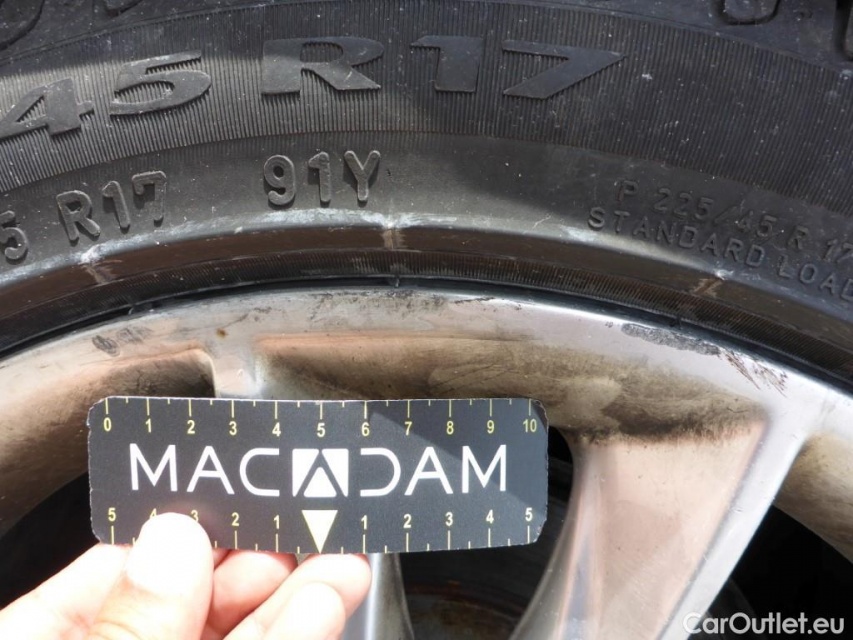 45 R17
5 R17 91Y
P 225/45 R 17
STANDARD LOAD
0 1 2 3 4 5 6 7 8 9 10
MACADAM
5 4 3 2 1 1 2 3 4 5
CarOutlet.eu